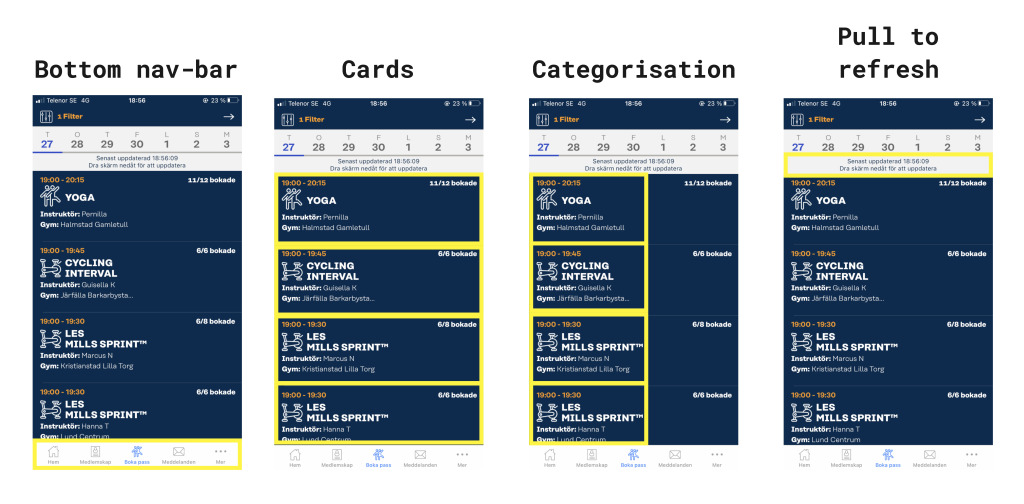 Bottom nav-bar
Telenor SE 4G 18:56 23 %
1 Filter
T F L S M
T O T F L S M
27 28 29 30 1 2 3
Senast uppdaterad 18:56:09
Dra skärm nedåt för att uppdatera
19:00 - 20:15 11/12 bokade
YOGA
Instruktör: Pernilla
Gym: Halmstad Gamletull
19:00 - 19:45 6/6 bokade
CYCLING
INTERVAL
Instruktör: Guisella K
Gym: Järfälla Barkarbysta...
19:00 - 19:30 6/8 bokade
LES
MILLS SPRINT™
Instruktör: Marcus N
Gym: Kristianstad Lilla Torg
19:00 - 19:30 6/6 bokade
LES
MILLS SPRINT™
Instruktör: Hanna T
Gym: Lund Centrum
Hem Medlemskap Boka pass Meddelanden Mer
Cards
Telenor SE 4G 18:56 23 %
1 Filter
T O T F L S M
27 28 29 30 1 2 3
Senast uppdaterad 18:56:09
Dra skärm nedåt för att uppdatera
19:00 - 20:15 11/12 bokade
YOGA
Instruktör: Pernilla
Gym: Halmstad Gamletull
19:00 - 19:45 6/6 bokade
CYCLING
INTERVAL
Instruktör: Guisella K
Gym: Järfälla Barkarbysta...
19:00 - 19:30 6/8 bokade
LES
MILLS SPRINT™
Instruktör: Marcus N
Gym: Kristianstad Lilla Torg
19:00 - 19:30 6/6 bokade
LES
MILLS SPRINT™
Instruktör: Hanna T
Gym: Lund Centrum
Hem Medlemskap Boka pass Meddelanden Mer
Categorisation
Telenor SE 4G 18:56 23 %
1 Filter
T O T F L S M
27 28 29 30 1 2 3
Senast uppdaterad 18:56:09
Dra skärm nedåt för att uppdatera
19:00 - 20:15 11/12 bokade
YOGA
Instruktör: Pernilla
Gym: Halmstad Gamletull
19:00 - 19:45 6/6 bokade
CYCLING
INTERVAL
Instruktör: Guisella K
Gym: Järfälla Barkarbysta...
19:00 - 19:30 6/8 bokade
LES
MILLS SPRINT™
Instruktör: Marcus N
Gym: Kristianstad Lilla Torg
19:00 - 19:30 6/6 bokade
LES
MILLS SPRINT™
Instruktör: Hanna T
Gym: Lund Centrum
Hem Medlemskap Boka pass Meddelanden Mer
Pull to
refresh
Telenor SE 4G 18:56 23 %
1 Filter
T O T F L S M
27 28 29 30 1 2 3
Senast uppdaterad 18:56:09
Dra skärm nedåt för att uppdatera
19:00 - 20:15 11/12 bokade
YOGA
Instruktör: Pernilla
Gym: Halmstad Gamletull
19:00 - 19:45 6/6 bokade
CYCLING
INTERVAL
Instruktör: Guisella K
Gym: Järfälla Barkarbysta...
19:00 - 19:30 6/8 bokade
LES
MILLS SPRINT™
Instruktör: Marcus N
Gym: Kristianstad Lilla Torg
19:00 - 19:30 6/6 bokade
LES
MILLS SPRINT™
Instruktör: Hanna T
Gym: Lund Centrum
Hem Medlemskap Boka pass Meddelanden Mer